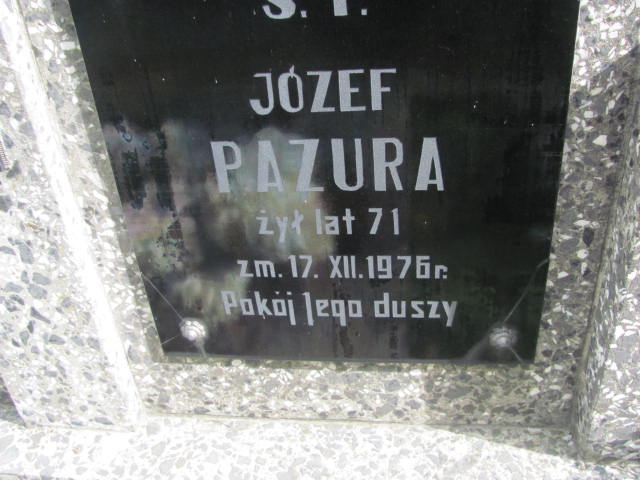 Ś. P.
JÓZEF
PAZURA
żył lat 71
zm. 17. XII. 1976 r.
Pokój Jego duszy